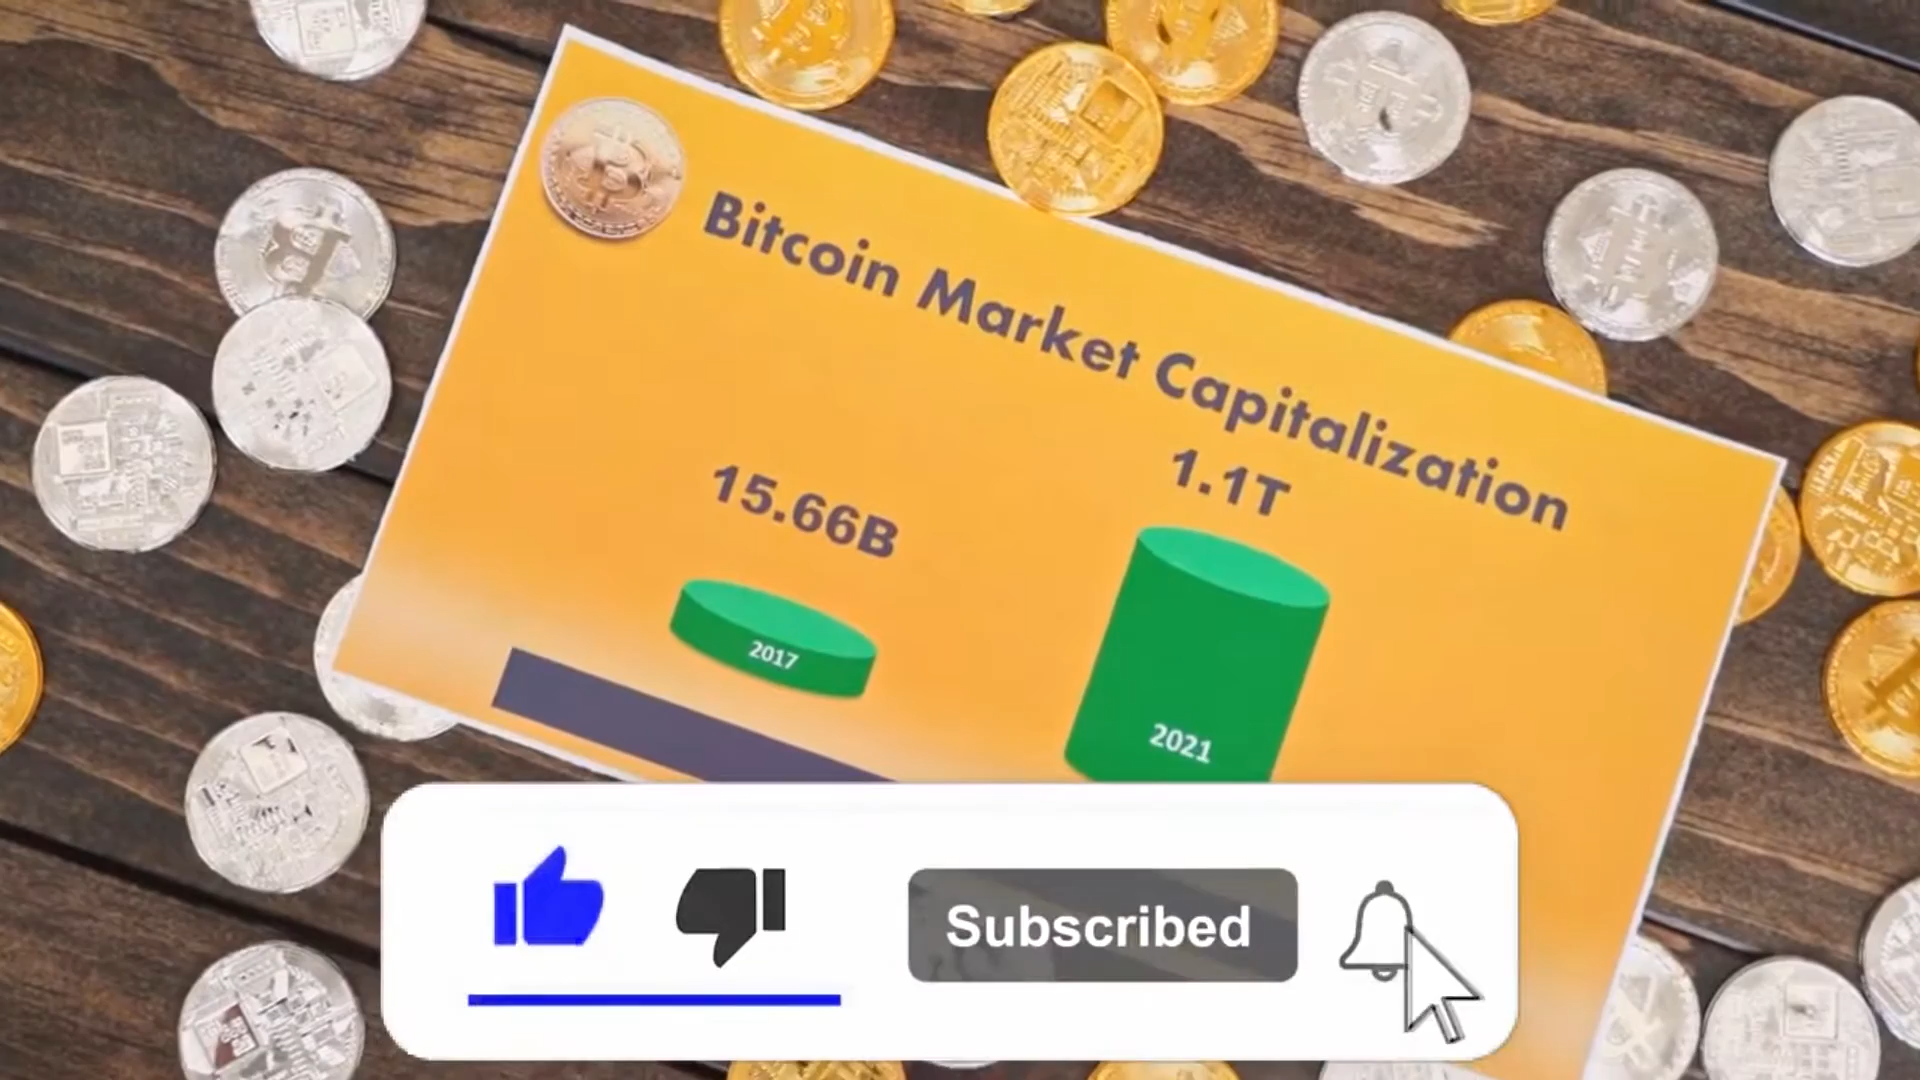 Bitcoin Market Capitalization
15.66B
1.1T
2017
2021
Subscribed